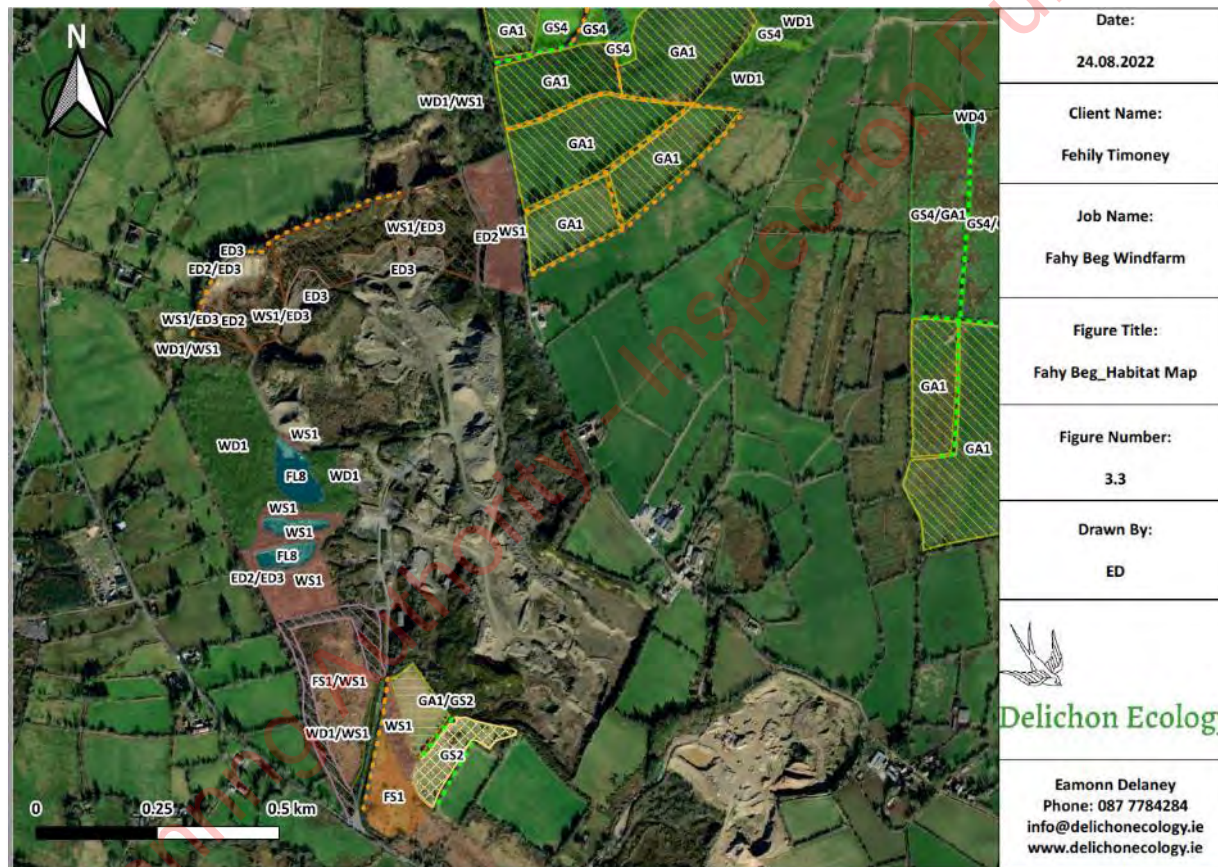 N
GA1
GS4
GS4
GA1
GS4
WD1
GS4
GA1
WD1
WD1/WS1
GA1
GA1
GA1
WD4
GS4/GA1
GS4/
WS1/ED3
ED2
WS1
ED3
ED3
ED2/ED3
ED3
WS1/ED3
WS1/ED3
ED2
WD1/WS1
GA1
GA1
WS1
WD1
FL8
WD1
WS1
WS1
FL8
ED2/ED3
WS1
FS1/WS1
GA1/GS2
WS1
WD1/WS1
GS2
FS1
0
0.25
0.5 km
Planning Authority - Inspection Pur
Date:
24.08.2022
Client Name:
Fehily Timoney
Job Name:
Fahy Beg Windfarm
Figure Title:
Fahy Beg_Habitat Map
Figure Number:
3.3
Drawn By:
ED
Delichon Ecolog
Eamonn Delaney
Phone: 087 7784284
info@delichonecology.ie
www.delichonecology.ie